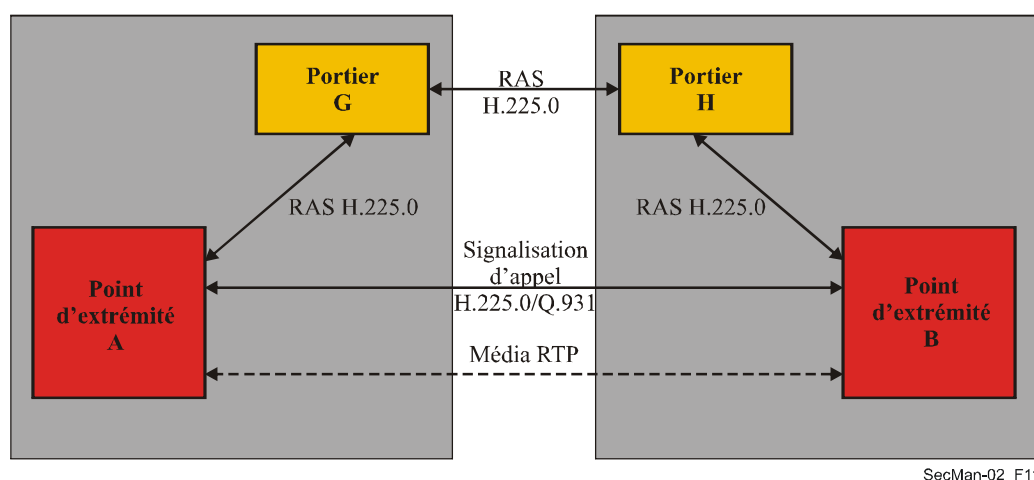 Portier
G
RAS
H.225.0
Portier
H
RAS H.225.0
RAS H.225.0
Point
d’extrémité
A
Signalisation
d’appel
H.225.0/Q.931
Point
d’extrémité
B
Média RTP
SecMan-02_F11